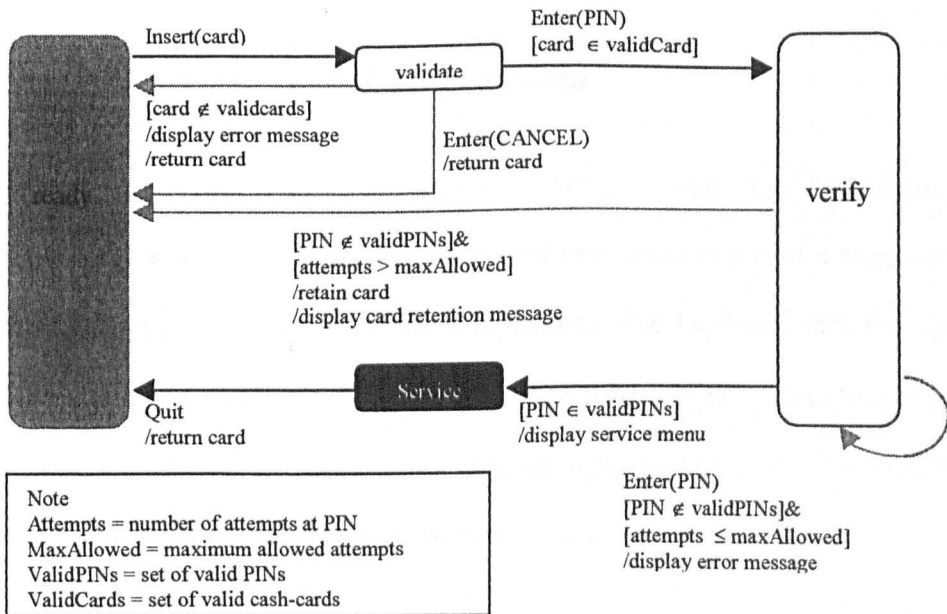 Insert(card)
validate
Enter(PIN)
[card ∈ validCard]
[card ∉ validcards]
/display error message
/return card
Enter(CANCEL)
/return card
ready
verify
[PIN ∉ validPINs]&
[attempts > maxAllowed]
/retain card
/display card retention message
Service
Quit
/return card
[PIN ∈ validPINs]
/display service menu
Enter(PIN)
[PIN ∉ validPINs]&
[attempts ≤ maxAllowed]
/display error message
Note
Attempts = number of attempts at PIN
MaxAllowed = maximum allowed attempts
ValidPINs = set of valid PINs
ValidCards = set of valid cash-cards